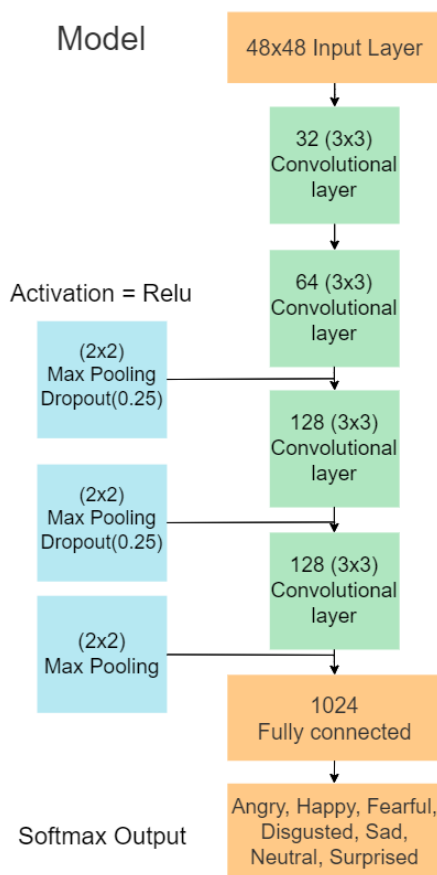 Model
48x48 Input Layer
32 (3x3)
Convolutional
layer
64 (3x3)
Convolutional
layer
Activation = Relu
(2x2)
Max Pooling
Dropout(0.25)
128 (3x3)
Convolutional
layer
(2x2)
Max Pooling
Dropout(0.25)
128 (3x3)
Convolutional
layer
(2x2)
Max Pooling
1024
Fully connected
Softmax Output
Angry, Happy, Fearful,
Disgusted, Sad,
Neutral, Surprised